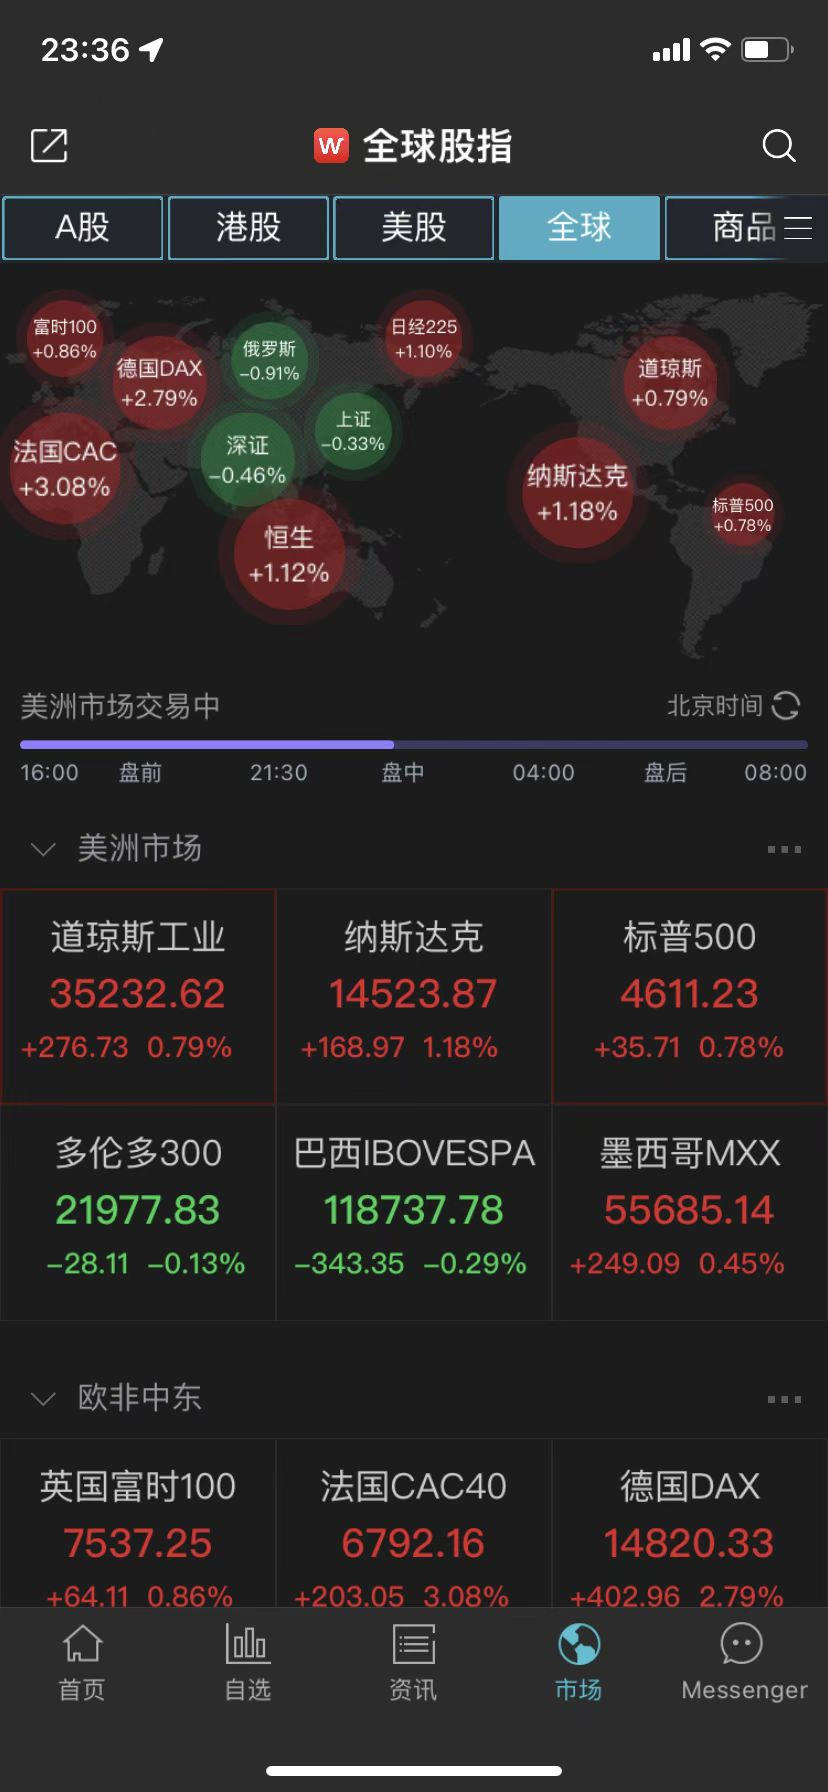 23:36
W 全球股指
A股 港股 美股 全球 商品
富时100
+0.86%
德国DAX
+2.79%
俄罗斯
-0.91%
日经225
+1.10%
道琼斯
+0.79%
法国CAC
+3.08%
深证
-0.46%
上证
-0.33%
纳斯达克
+1.18%
标普500
+0.78%
恒生
+1.12%
美洲市场交易中 北京时间
16:00 盘前 21:30 盘中 04:00 盘后 08:00
美洲市场
道琼斯工业 纳斯达克 标普500
35232.62 14523.87 4611.23
+276.73 0.79% +168.97 1.18% +35.71 0.78%
多伦多300 巴西IBOVESPA 墨西哥MXX
21977.83 118737.78 55685.14
-28.11 -0.13% -343.35 -0.29% +249.09 0.45%
欧非中东
英国富时100 法国CAC40 德国DAX
7537.25 6792.16 14820.33
+64.11 0.86% +203.05 3.08% +402.96 2.79%
首页 自选 资讯 市场 Messenger